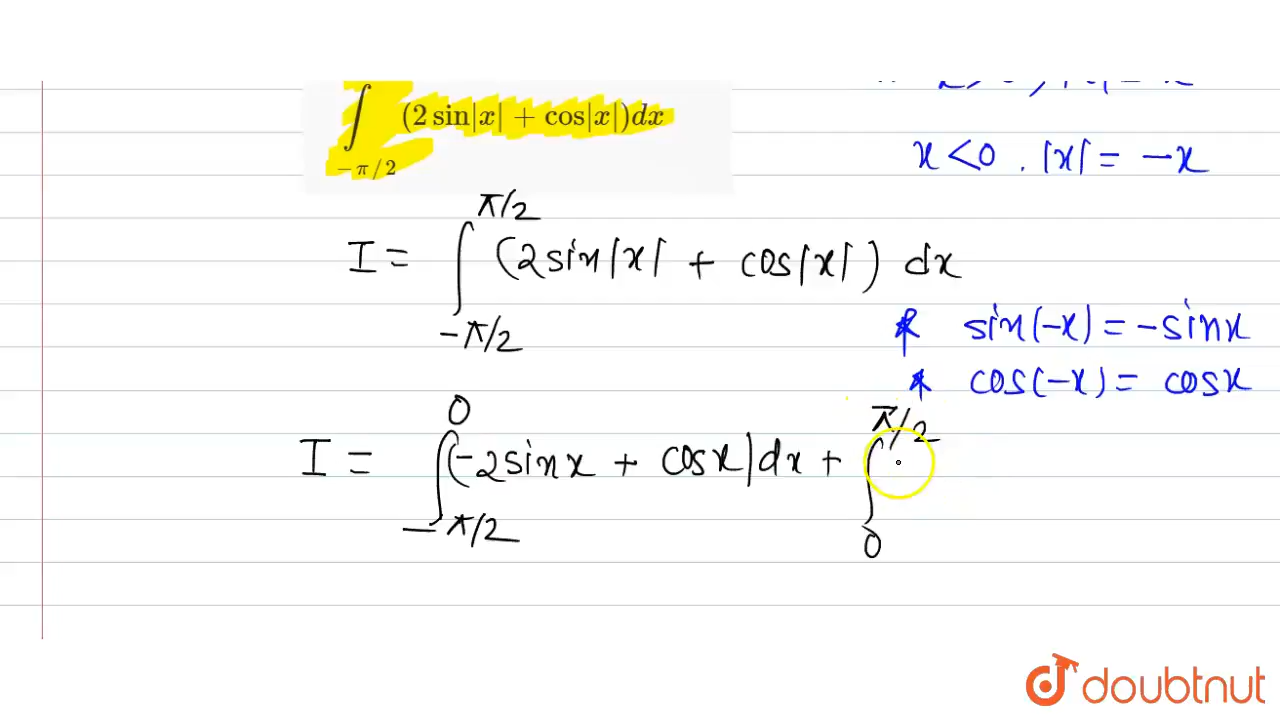 ∫ (2 sin|x| + cos|x|)dx
-π/2
x<0 . |x| = -x
π/2
I = ∫ (2sin|x| + cos|x|) dx
-π/2
* sin(-x) = -sinx
* cos(-x) = cosx
0 π/2
I = ∫ (-2sinx + cosx) dx + ∫
-π/2 0
doubtnut